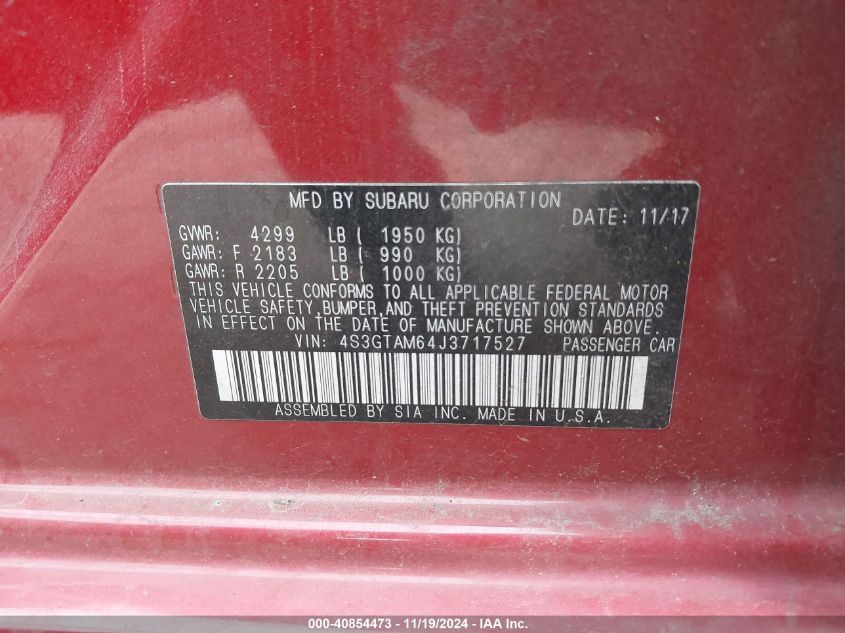 MFD BY SUBARU CORPORATION
DATE: 11/17
GVWR: 4299 LB ( 1950 KG)
GAWR: F 2183 LB ( 990 KG)
GAWR: R 2205 LB ( 1000 KG)
THIS VEHICLE CONFORMS TO ALL APPLICABLE FEDERAL MOTOR
VEHICLE SAFETY,BUMPER,AND THEFT PREVENTION STANDARDS
IN EFFECT ON THE DATE OF MANUFACTURE SHOWN ABOVE.
VIN: 4S3GTAM64J3717527 PASSENGER CAR
ASSEMBLED BY SIA INC. MADE IN U.S.A.
000-40854473 - 11/19/2024 - IAA Inc.